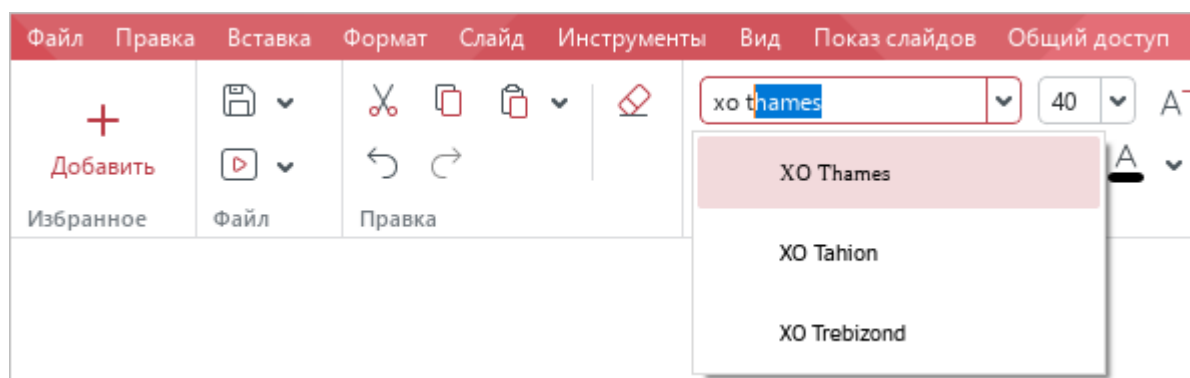 Файл Правка Вставка Формат Слайд Инструменты Вид Показ слайдов Общий доступ
xo thames 40 A
Добавить A
XO Thames
Избранное Файл Правка
XO Tahion
XO Trebizond